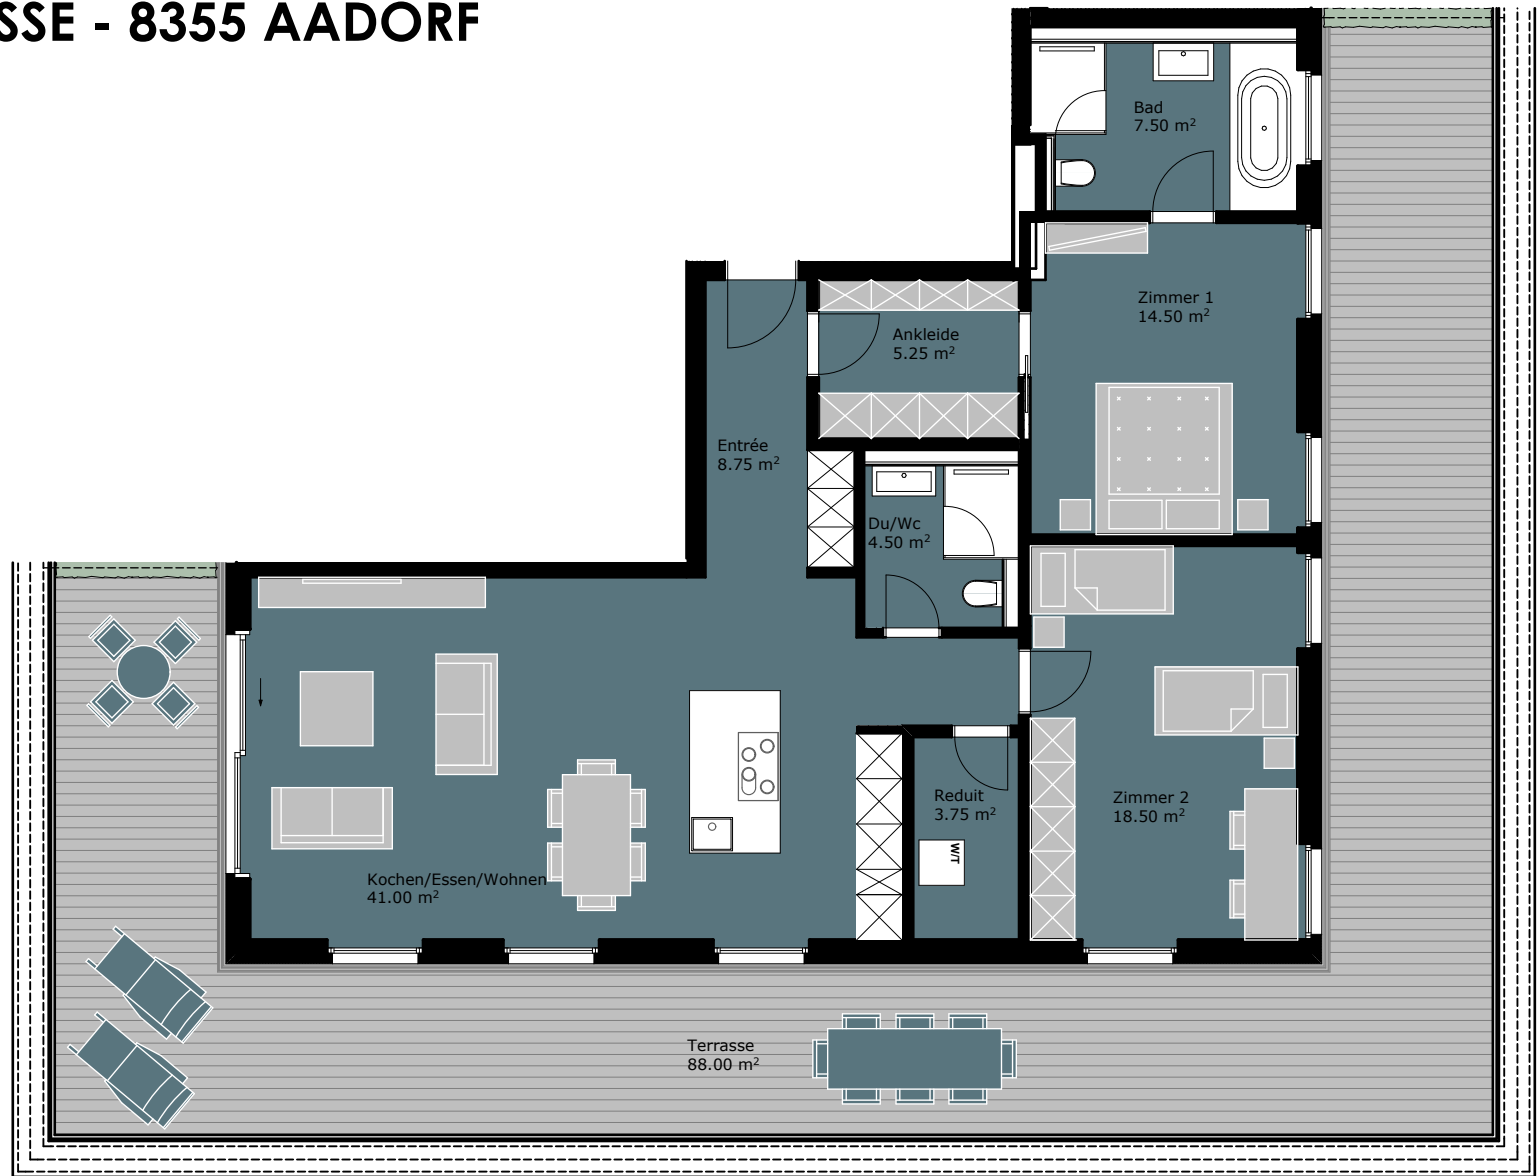 SSE - 8355 AADORF
Bad
7.50 m²
Zimmer 1
14.50 m²
Ankleide
5.25 m²
Entrée
8.75 m²
Du/Wc
4.50 m²
Reduit
3.75 m²
W/T
Zimmer 2
18.50 m²
Kochen/Essen/Wohnen
41.00 m²
Terrasse
88.00 m²